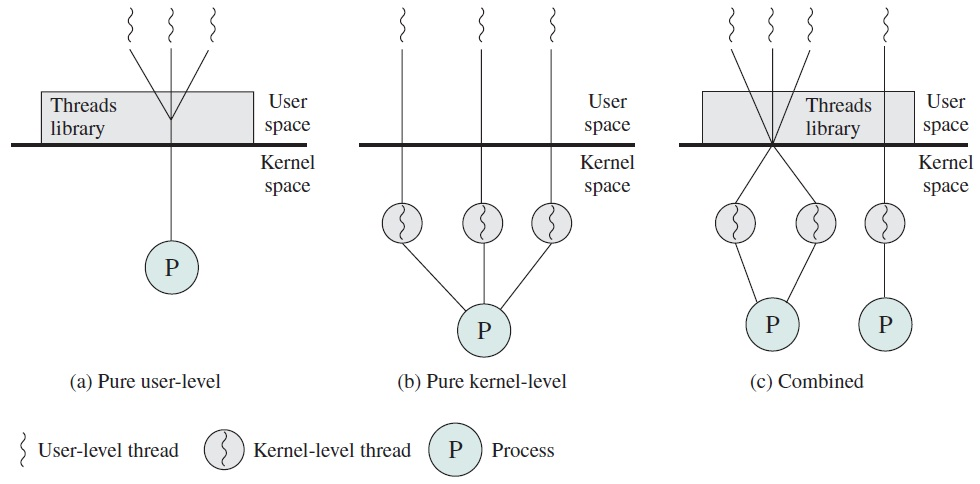 Threads
library
User
space
Kernel
space
P
(a) Pure user-level
User
space
Kernel
space
P
(b) Pure kernel-level
Threads
library
User
space
Kernel
space
P
P
(c) Combined
User-level thread
Kernel-level thread
P
Process